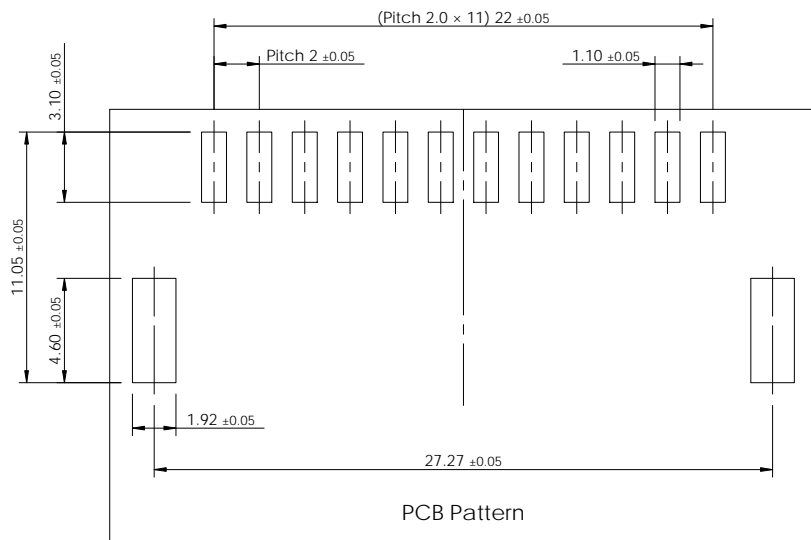 (Pitch 2.0 × 11) 22 ±0.05
Pitch 2 ±0.05
1.10 ±0.05
3.10 ±0.05
11.05 ±0.05
4.60 ±0.05
1.92 ±0.05
27.27 ±0.05
PCB Pattern